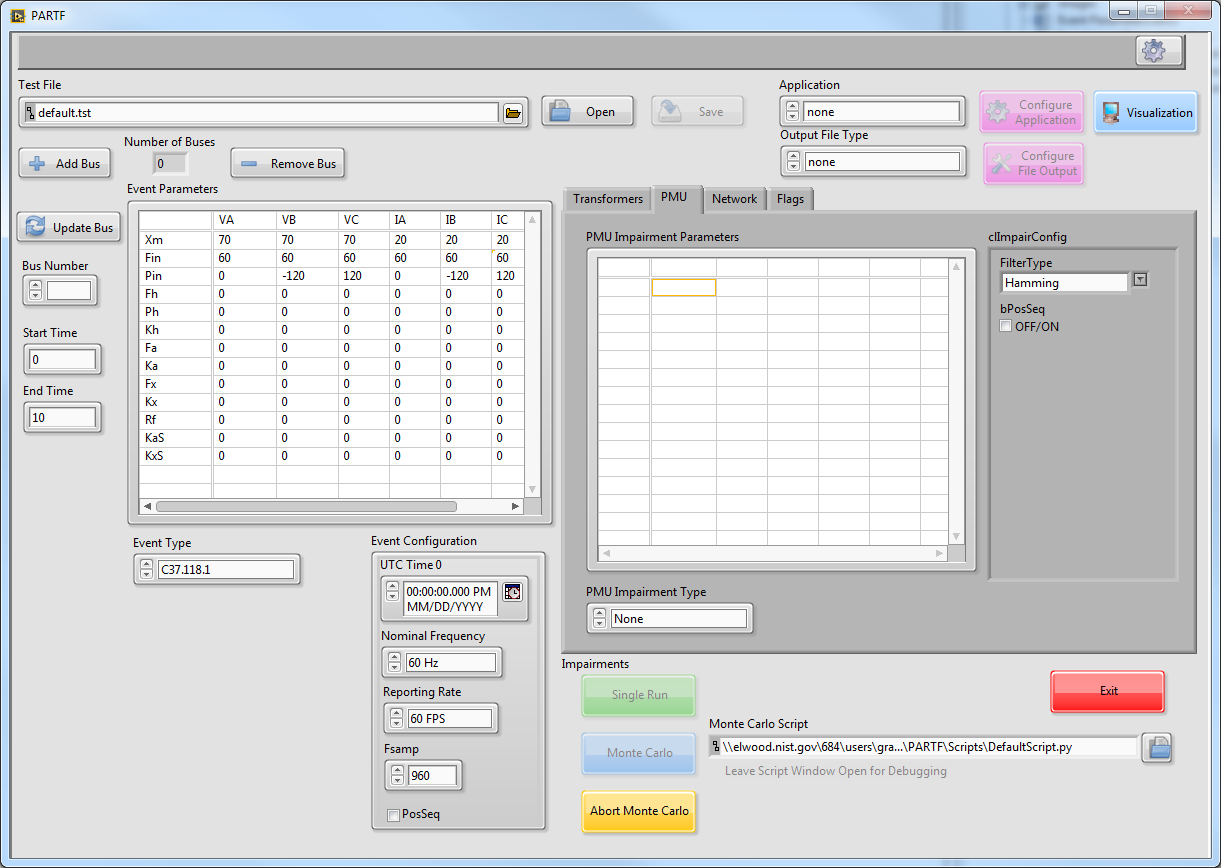 PARTF
Test File
default.tst
Open
Save
Application
none
Configure
Application
Visualization
Output File Type
none
Configure
File Output
Add Bus
Number of Buses
0
Remove Bus
Event Parameters
Update Bus
Bus Number
Start Time
0
End Time
10
VA VB VC IA IB IC
Xm 70 70 70 20 20 20
Fin 60 60 60 60 60 60
Pin 0 -120 120 0 -120 120
Fh 0 0 0 0 0 0
Ph 0 0 0 0 0 0
Kh 0 0 0 0 0 0
Fa 0 0 0 0 0 0
Ka 0 0 0 0 0 0
Fx 0 0 0 0 0 0
Kx 0 0 0 0 0 0
Rf 0 0 0 0 0 0
KaS 0 0 0 0 0 0
KxS 0 0 0 0 0 0
Event Type
C37.118.1
Event Configuration
UTC Time 0
00:00:00.000 PM
MM/DD/YYYY
Nominal Frequency
60 Hz
Reporting Rate
60 FPS
Fsamp
960
PosSeq
Transformers PMU Network Flags
PMU Impairment Parameters
clImpairConfig
FilterType
Hamming
bPosSeq
OFF/ON
PMU Impairment Type
None
Impairments
Single Run
Monte Carlo
Abort Monte Carlo
Exit
Monte Carlo Script
\\elwood.nist.gov\684\users\gra...\PARTF\Scripts\DefaultScript.py
Leave Script Window Open for Debugging